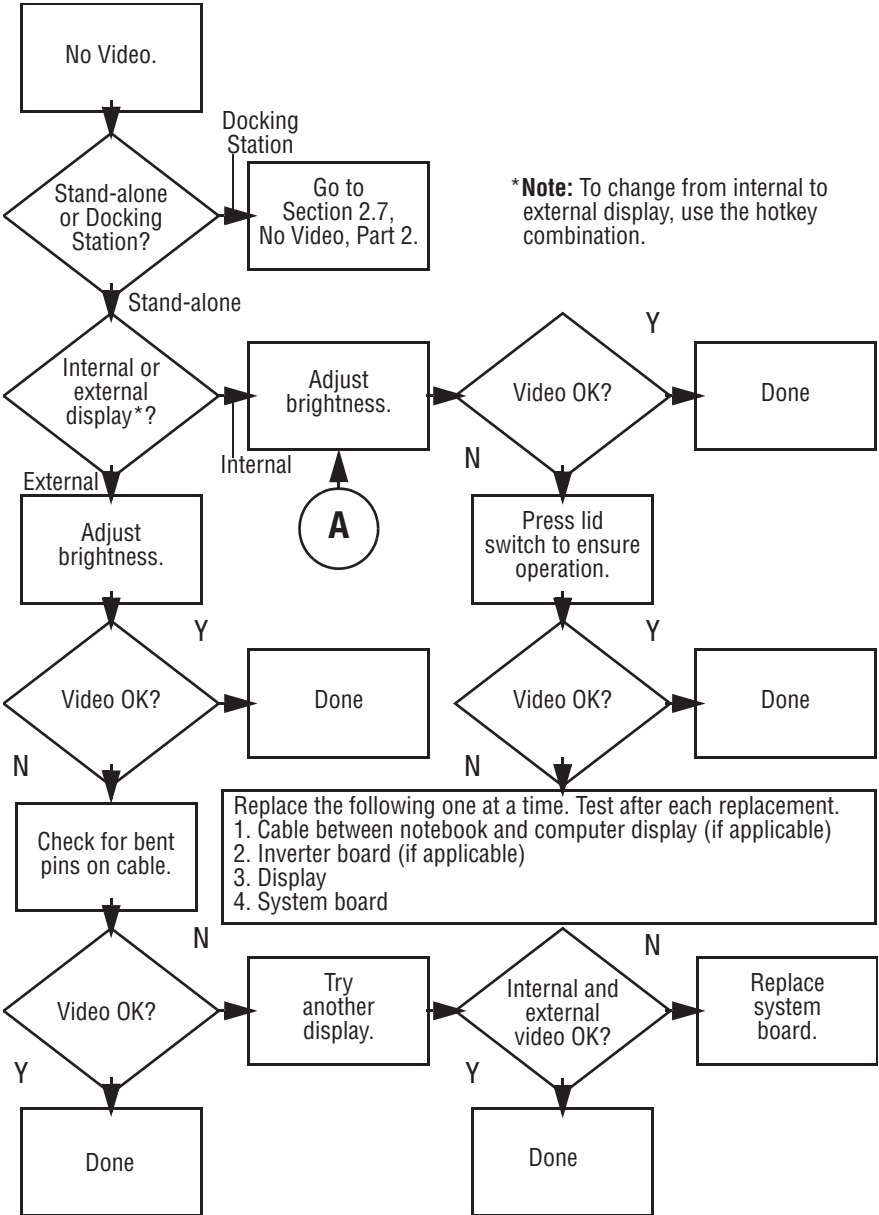 No Video.
Docking
Station
Stand-alone
or Docking
Station?
Go to
Section 2.7,
No Video, Part 2.
*Note: To change from internal to
external display, use the hotkey
combination.
Stand-alone
Internal or
external
display*?
Internal
Adjust
brightness.
A
Video OK?
Y
Done
N
Press lid
switch to ensure
operation.
Video OK?
Y
Done
N
Replace the following one at a time. Test after each replacement.
1. Cable between notebook and computer display (if applicable)
2. Inverter board (if applicable)
3. Display
4. System board
External
Adjust
brightness.
Video OK?
Y
Done
N
Check for bent
pins on cable.
Video OK?
N
Try
another
display.
Internal and
external
video OK?
N
Replace
system
board.
Y
Done
Y
Done